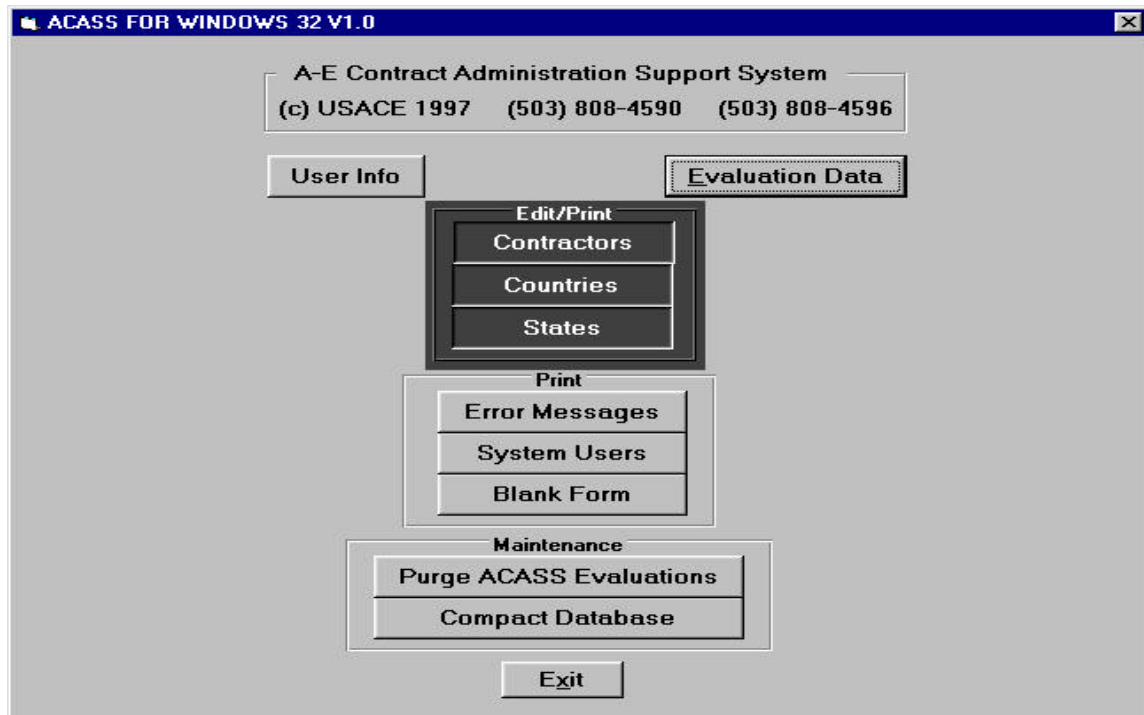 ACASS FOR WINDOWS 32 V1.0
A-E Contract Administration Support System
(c) USACE 1997 (503) 808-4590 (503) 808-4596
User Info Evaluation Data
Edit/Print
Contractors
Countries
States
Print
Error Messages
System Users
Blank Form
Maintenance
Purge ACASS Evaluations
Compact Database
Exit